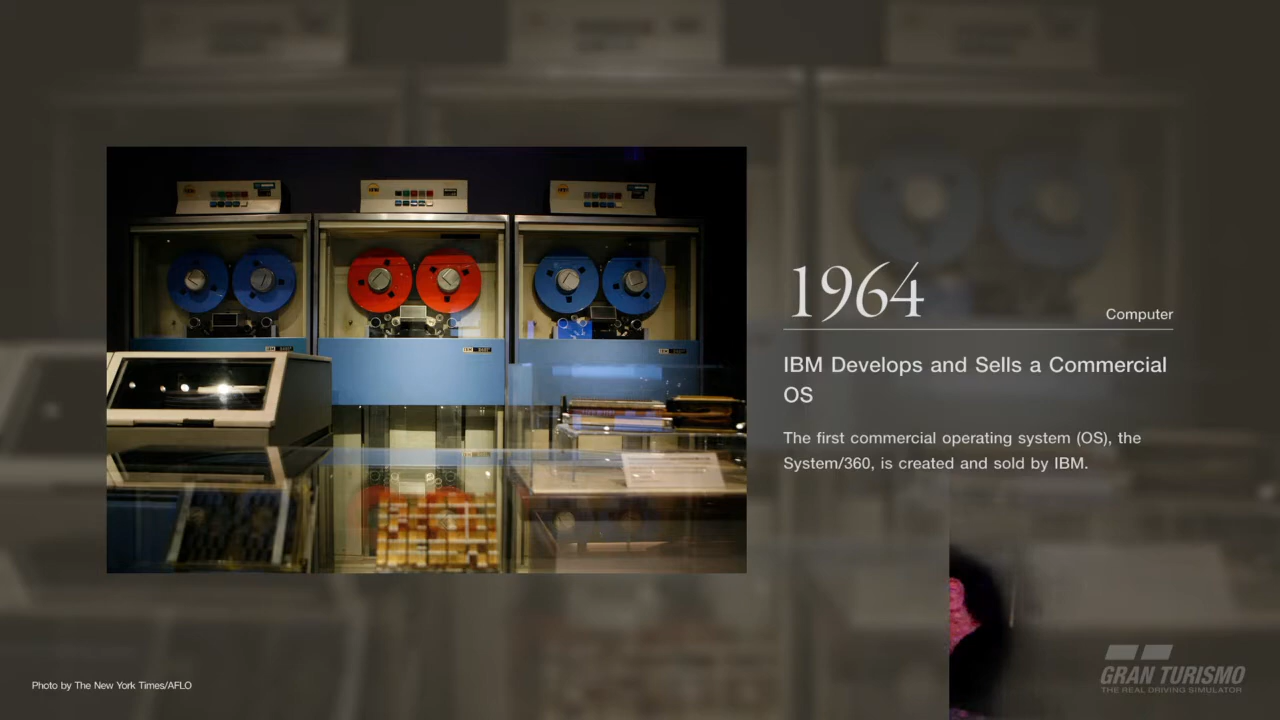 1964
Computer
IBM Develops and Sells a Commercial
OS
The first commercial operating system (OS), the
System/360, is created and sold by IBM.
Photo by The New York Times/AFLO
GRAN TURISMO
THE REAL DRIVING SIMULATOR